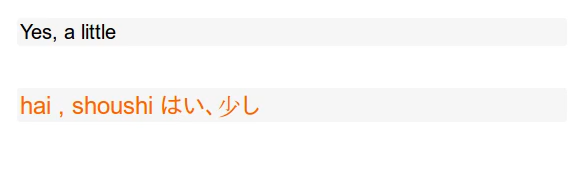 Yes, a little
hai , shoushi はい、少し